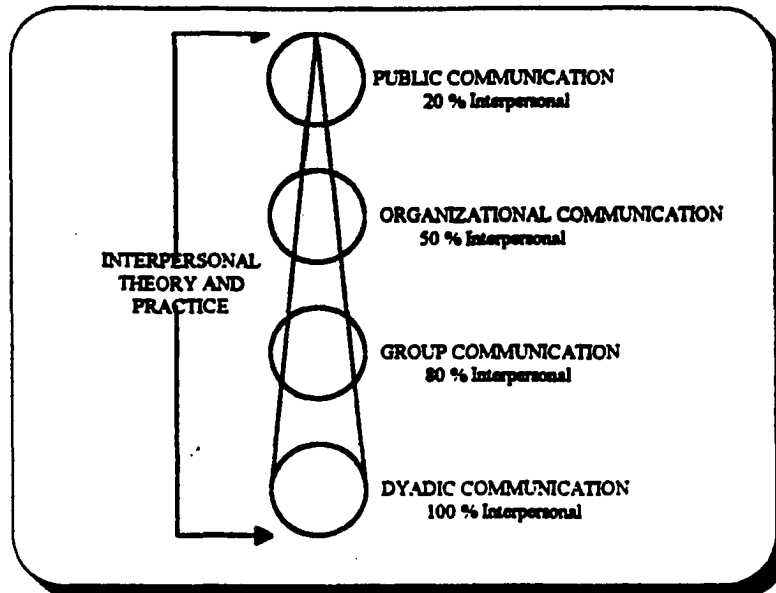 PUBLIC COMMUNICATION
20 % Interpersonal
ORGANIZATIONAL COMMUNICATION
50 % Interpersonal
INTERPERSONAL
THEORY AND
PRACTICE
GROUP COMMUNICATION
80 % Interpersonal
DYADIC COMMUNICATION
100 % Interpersonal